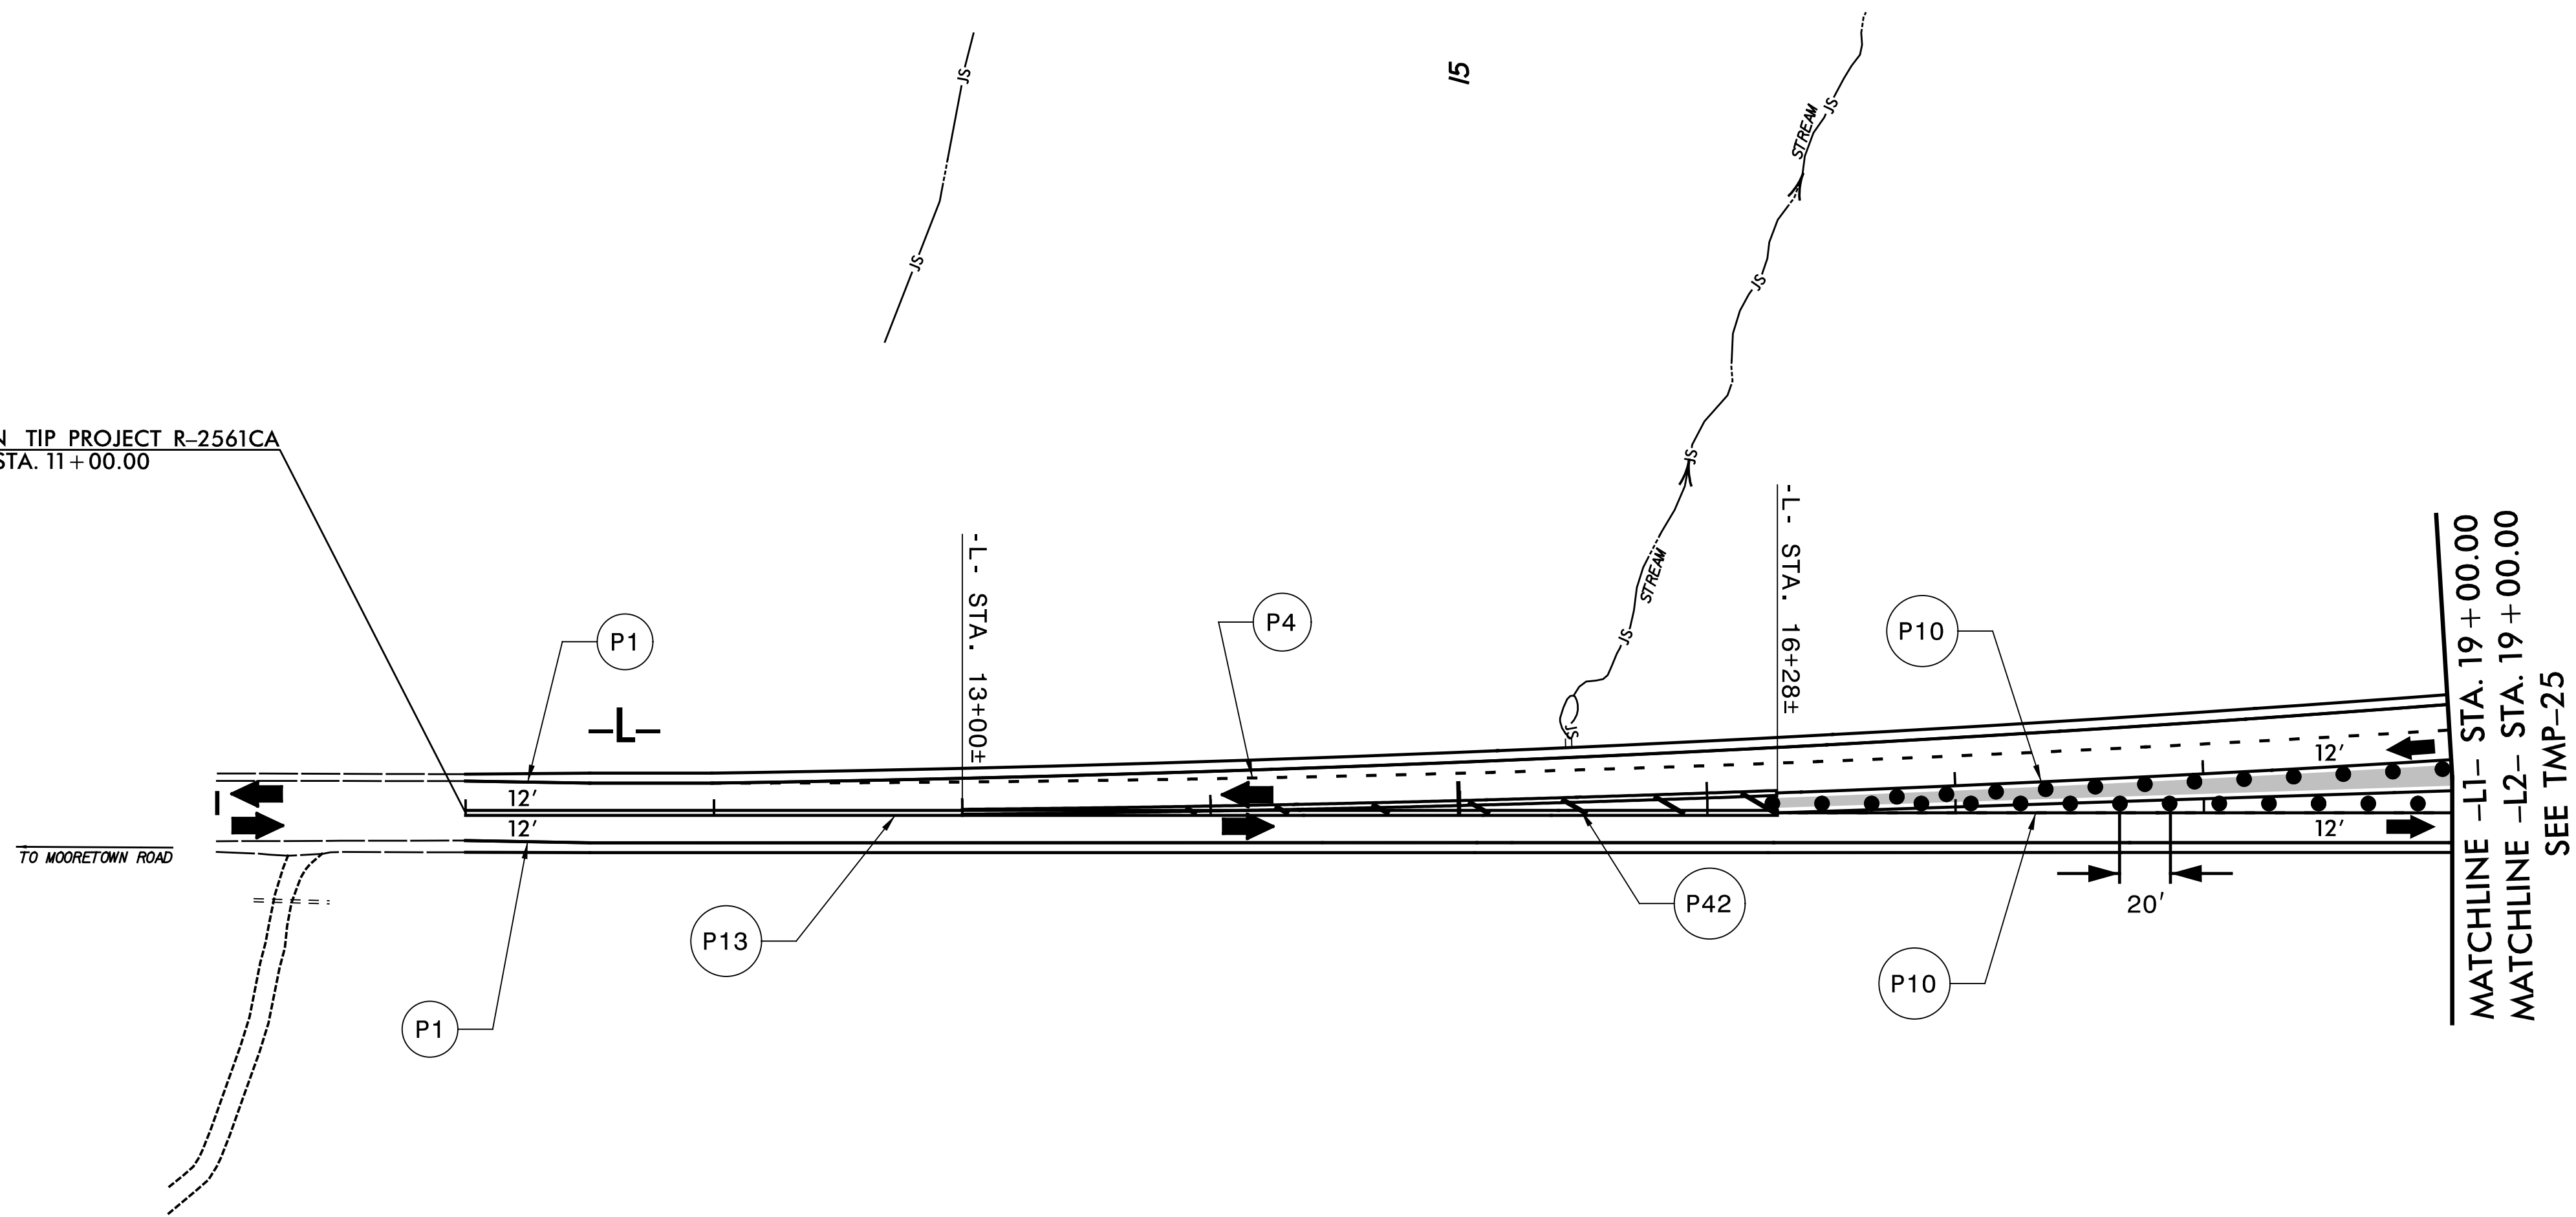 JS
15
JS
STREAM
JS
JS
TIP PROJECT R–2561CA
STA. 11+00.00
JS
-L- STA. 13+00±
-L- STA. 16+28±
STREAM
JS
JS
P1
P4
P10
–L–
12'
12'
12'
12'
TO MOORETOWN ROAD
P13
P42
20'
P10
P1
MATCHLINE –L1– STA. 19+00.00
MATCHLINE –L2– STA. 19+00.00
SEE TMP–25